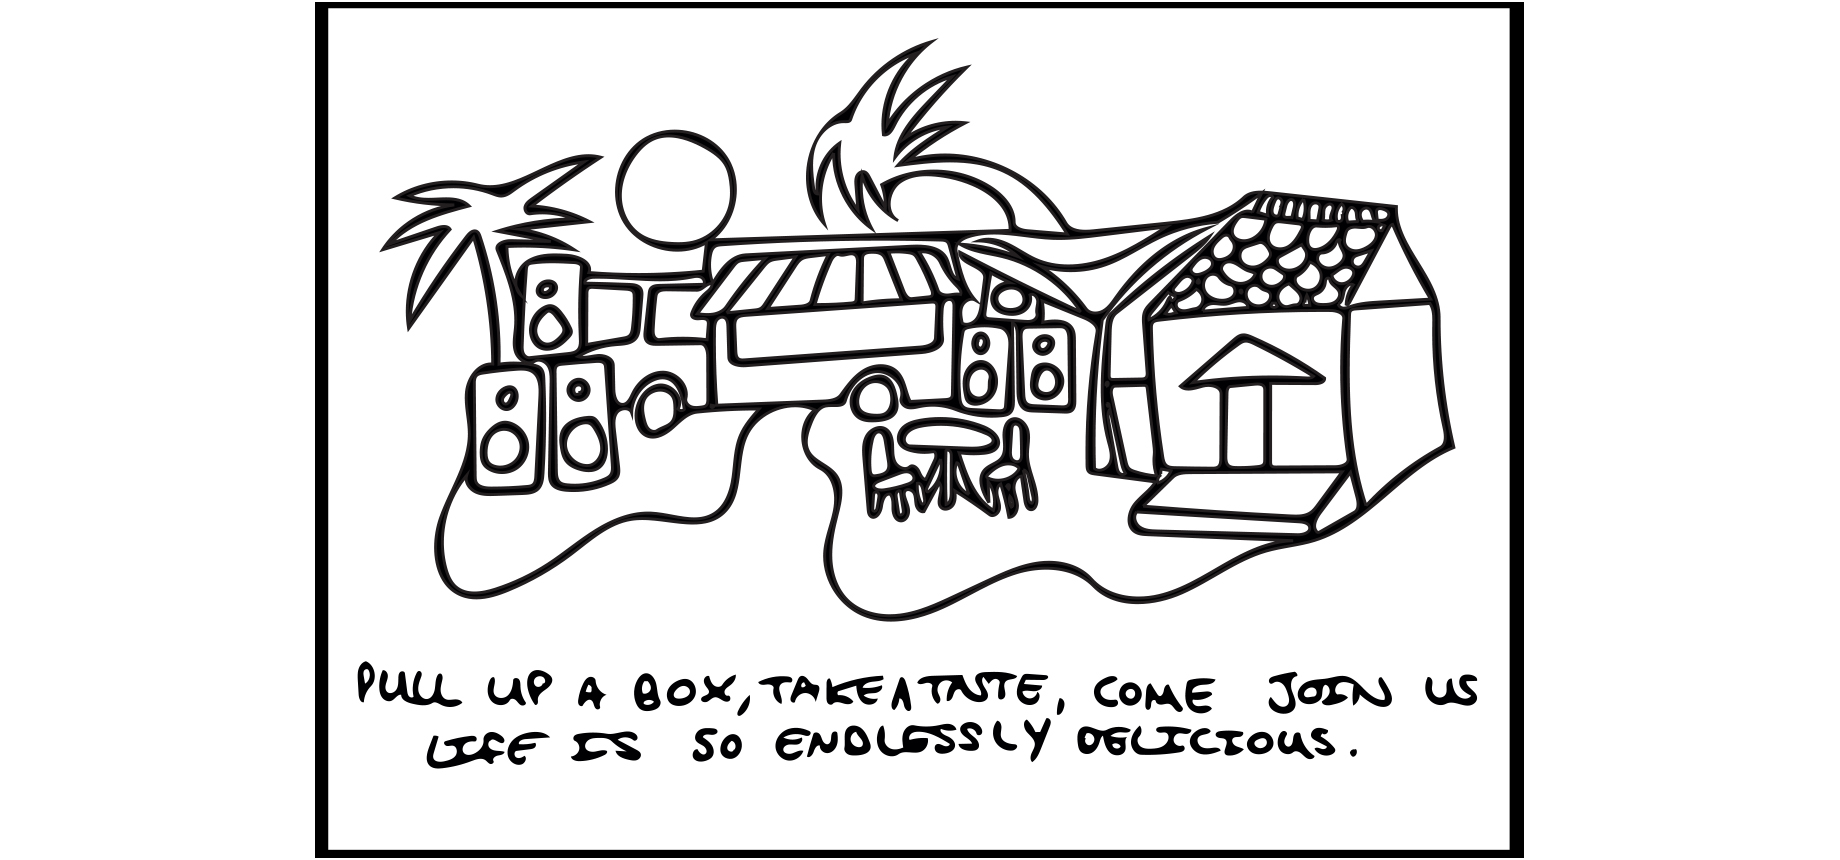 PULL UP A BOX, TAKE A TASTE, COME JOIN US
LIFE IS SO ENDLESSLY DELICIOUS.